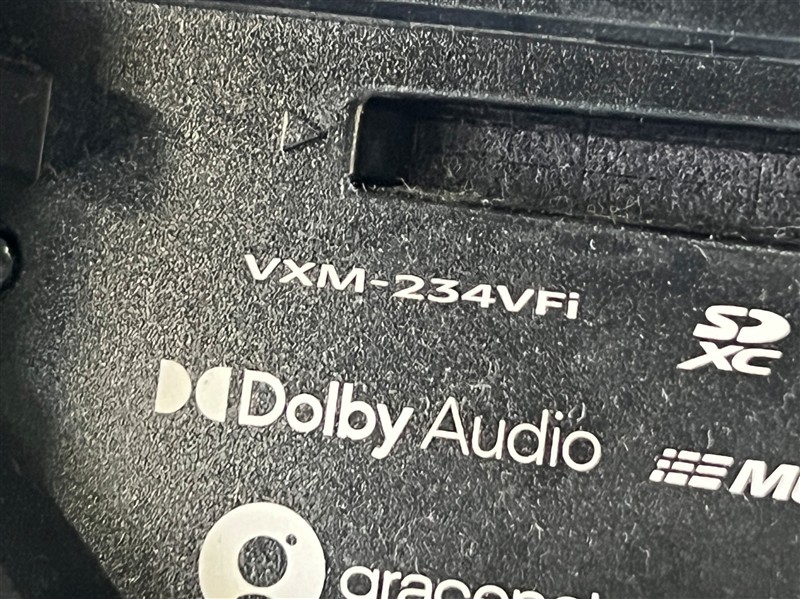 VXM-234VFi
SD
XC
Dolby Audio